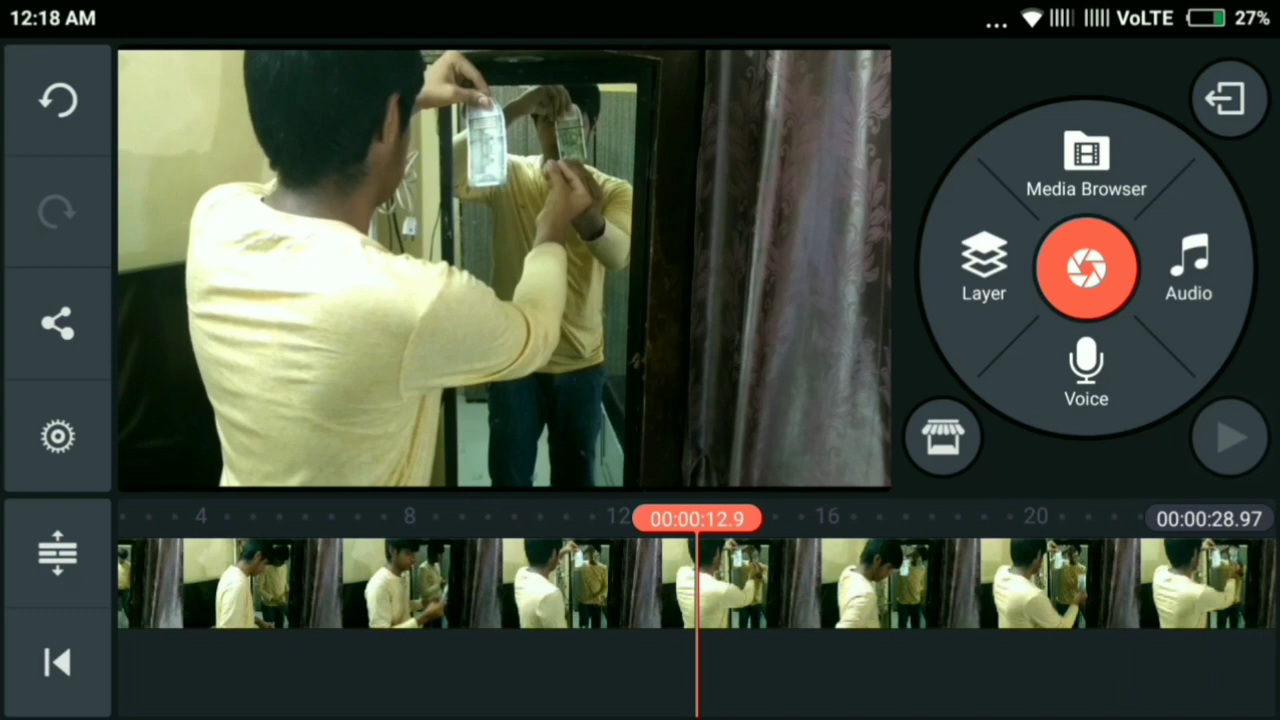 12:18 AM
... VoLTE 27%
Media Browser
Layer
Audio
Voice
4 8 12 00:00:12.9 16 20 00:00:28.97